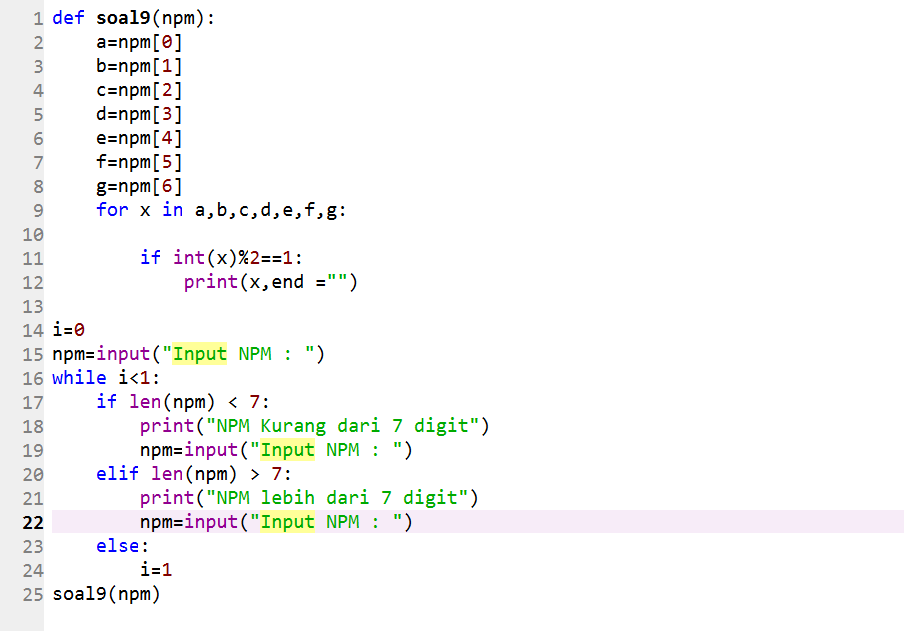 1 def soal9(npm):
2     a=npm[0]
3     b=npm[1]
4     c=npm[2]
5     d=npm[3]
6     e=npm[4]
7     f=npm[5]
8     g=npm[6]
9     for x in a,b,c,d,e,f,g:
10
11         if int(x)%2==1:
12             print(x,end ="")
13
14 i=0
15 npm=input("Input NPM : ")
16 while i<1:
17     if len(npm) < 7:
18         print("NPM Kurang dari 7 digit")
19         npm=input("Input NPM : ")
20     elif len(npm) > 7:
21         print("NPM lebih dari 7 digit")
22         npm=input("Input NPM : ")
23     else:
24         i=1
25 soal9(npm)